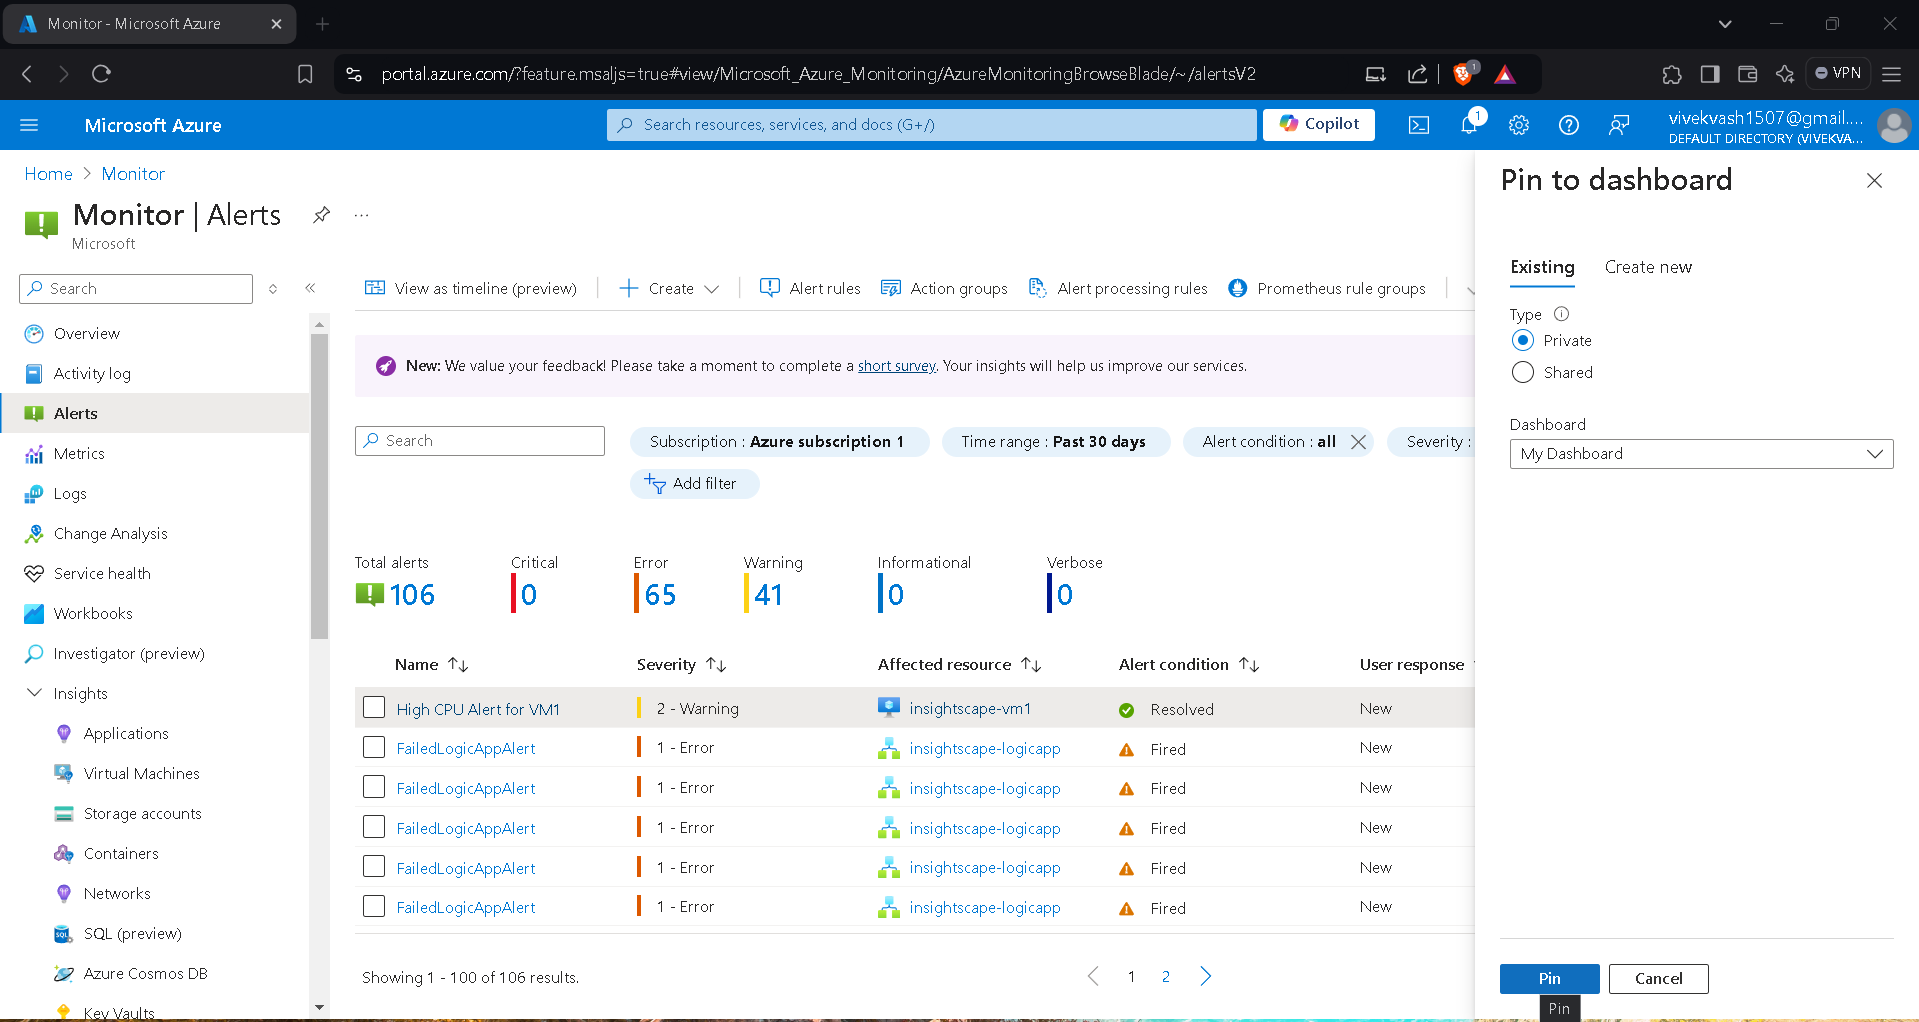 Monitor - Microsoft Azure
portal.azure.com/?feature.msaljs=true#view/Microsoft_Azure_Monitoring/AzureMonitoringBrowseBlade/~/alertsV2
1
VPN
Microsoft Azure
Search resources, services, and docs (G+/)
Copilot
1
vivekvash1507@gmail....
DEFAULT DIRECTORY (VIVEKVA...
Home > Monitor
Monitor | Alerts
...
Microsoft
Search
Overview
Activity log
Alerts
Metrics
Logs
Change Analysis
Service health
Workbooks
Investigator (preview)
Insights
Applications
Virtual Machines
Storage accounts
Containers
Networks
SQL (preview)
Azure Cosmos DB
Key Vaults
View as timeline (preview)
Create
Alert rules
Action groups
Alert processing rules
Prometheus rule groups
New: We value your feedback! Please take a moment to complete a short survey. Your insights will help us improve our services.
Search
Subscription : Azure subscription 1
Time range : Past 30 days
Alert condition : all
Severity :
Add filter
Total alerts
106
Critical
0
Error
65
Warning
41
Informational
0
Verbose
0
Name Severity Affected resource Alert condition User response
High CPU Alert for VM1 2 - Warning insightscape-vm1 Resolved New
FailedLogicAppAlert 1 - Error insightscape-logicapp Fired New
FailedLogicAppAlert 1 - Error insightscape-logicapp Fired New
FailedLogicAppAlert 1 - Error insightscape-logicapp Fired New
FailedLogicAppAlert 1 - Error insightscape-logicapp Fired New
FailedLogicAppAlert 1 - Error insightscape-logicapp Fired New
Showing 1 - 100 of 106 results.
1 2
Pin to dashboard
Existing
Create new
Type
Private
Shared
Dashboard
My Dashboard
Pin
Cancel
Pin